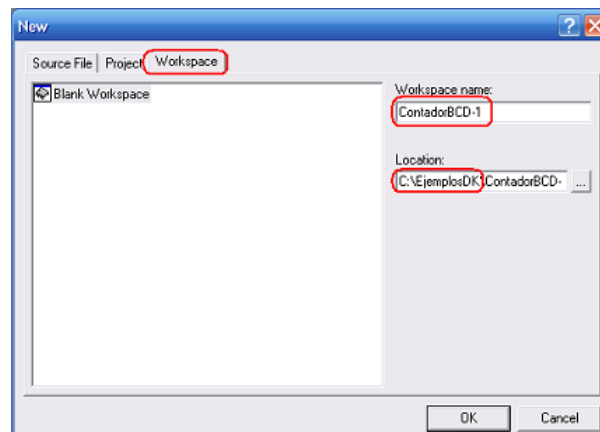 New
Source File Project Workspace
Blank Workspace
Workspace name:
ContadorBCD-1
Location:
C:\EjemplosDK\ContadorBCD- ...
OK Cancel